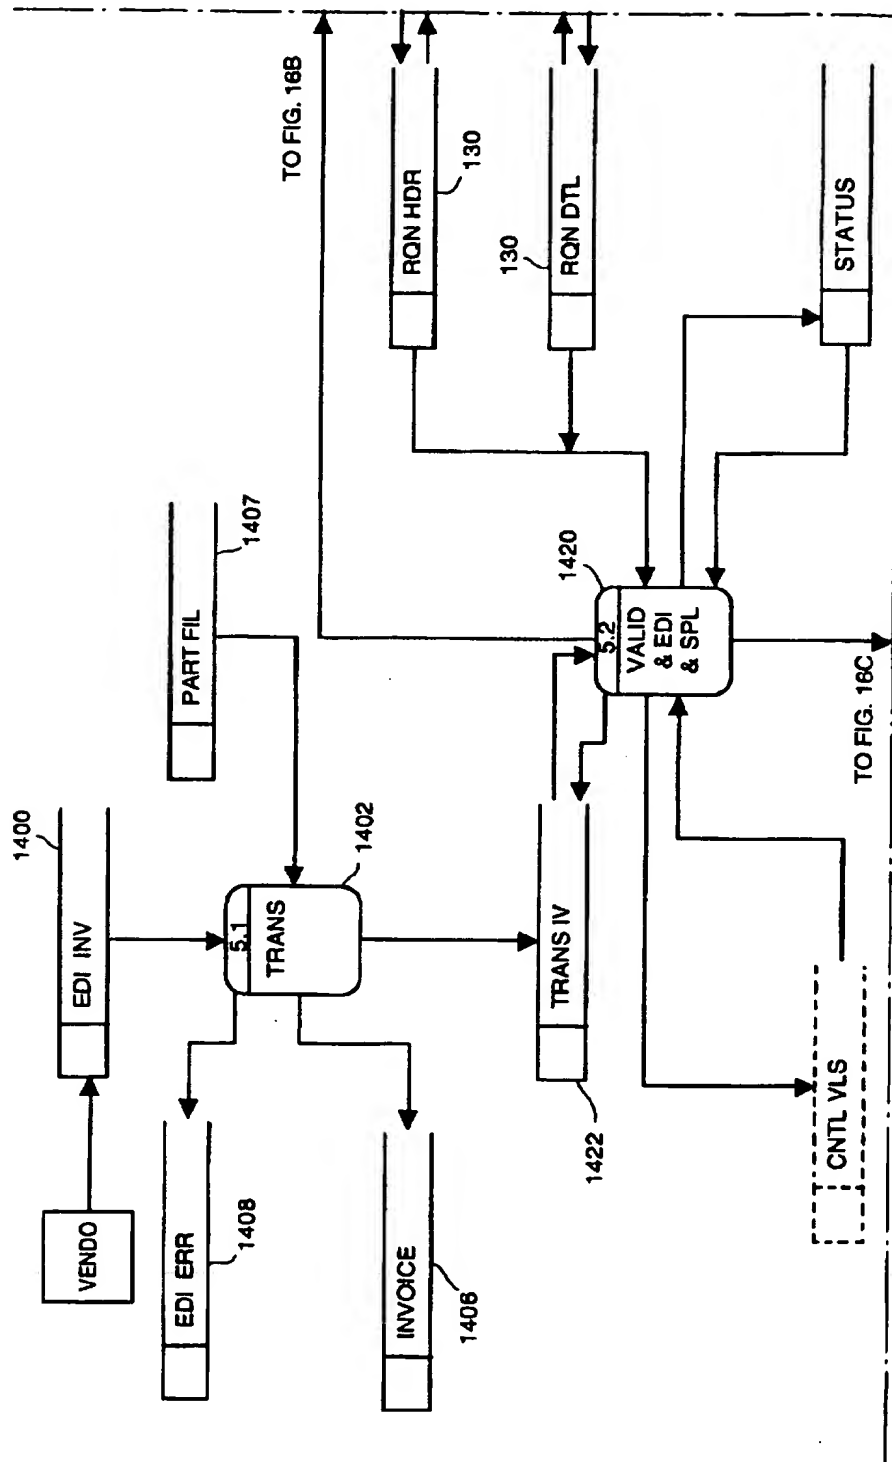 VENDO
EDI INV
1400
PART FIL
1407
EDI ERR
1408
5.1
TRANS
1402
INVOICE
1406
TO FIG. 16B
RQN HDR
130
RQN DTL
130
TRANS IV
1422
5.2
VALID
& EDI
& SPL
1420
STATUS
CNTL VLS
TO FIG. 16C